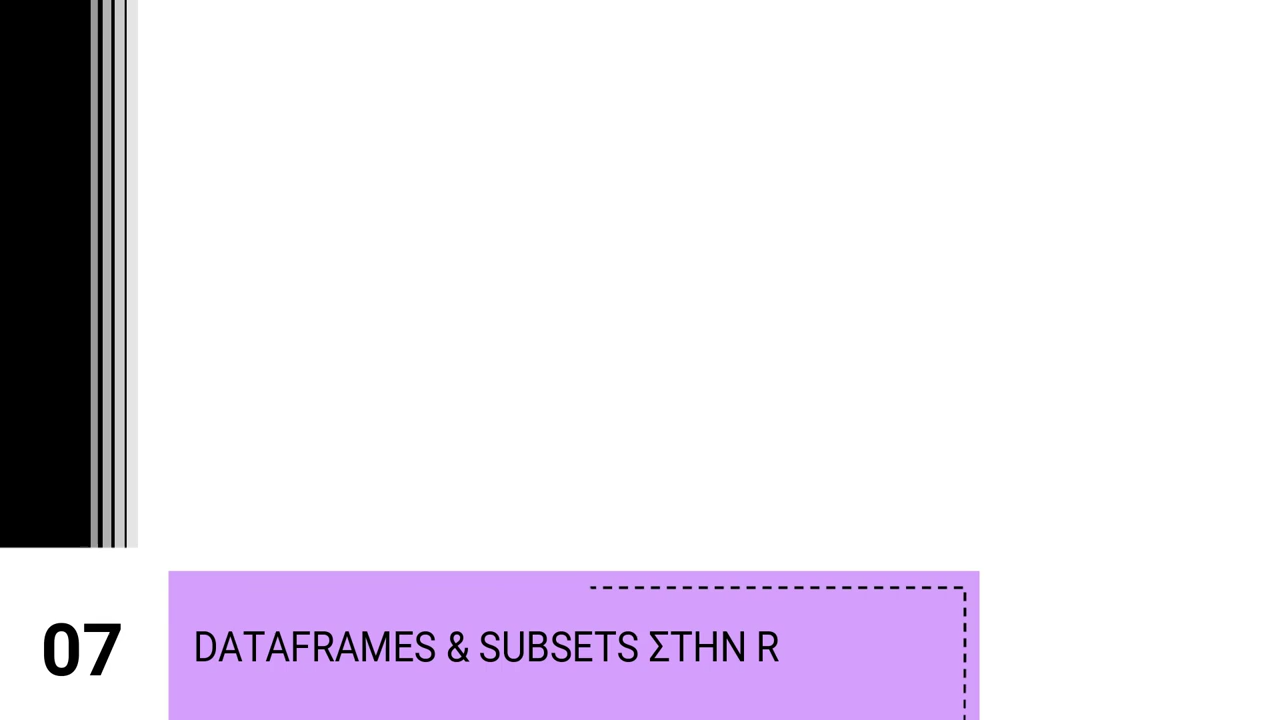 07
DATAFRAMES & SUBSETS ΣΤΗΝ R